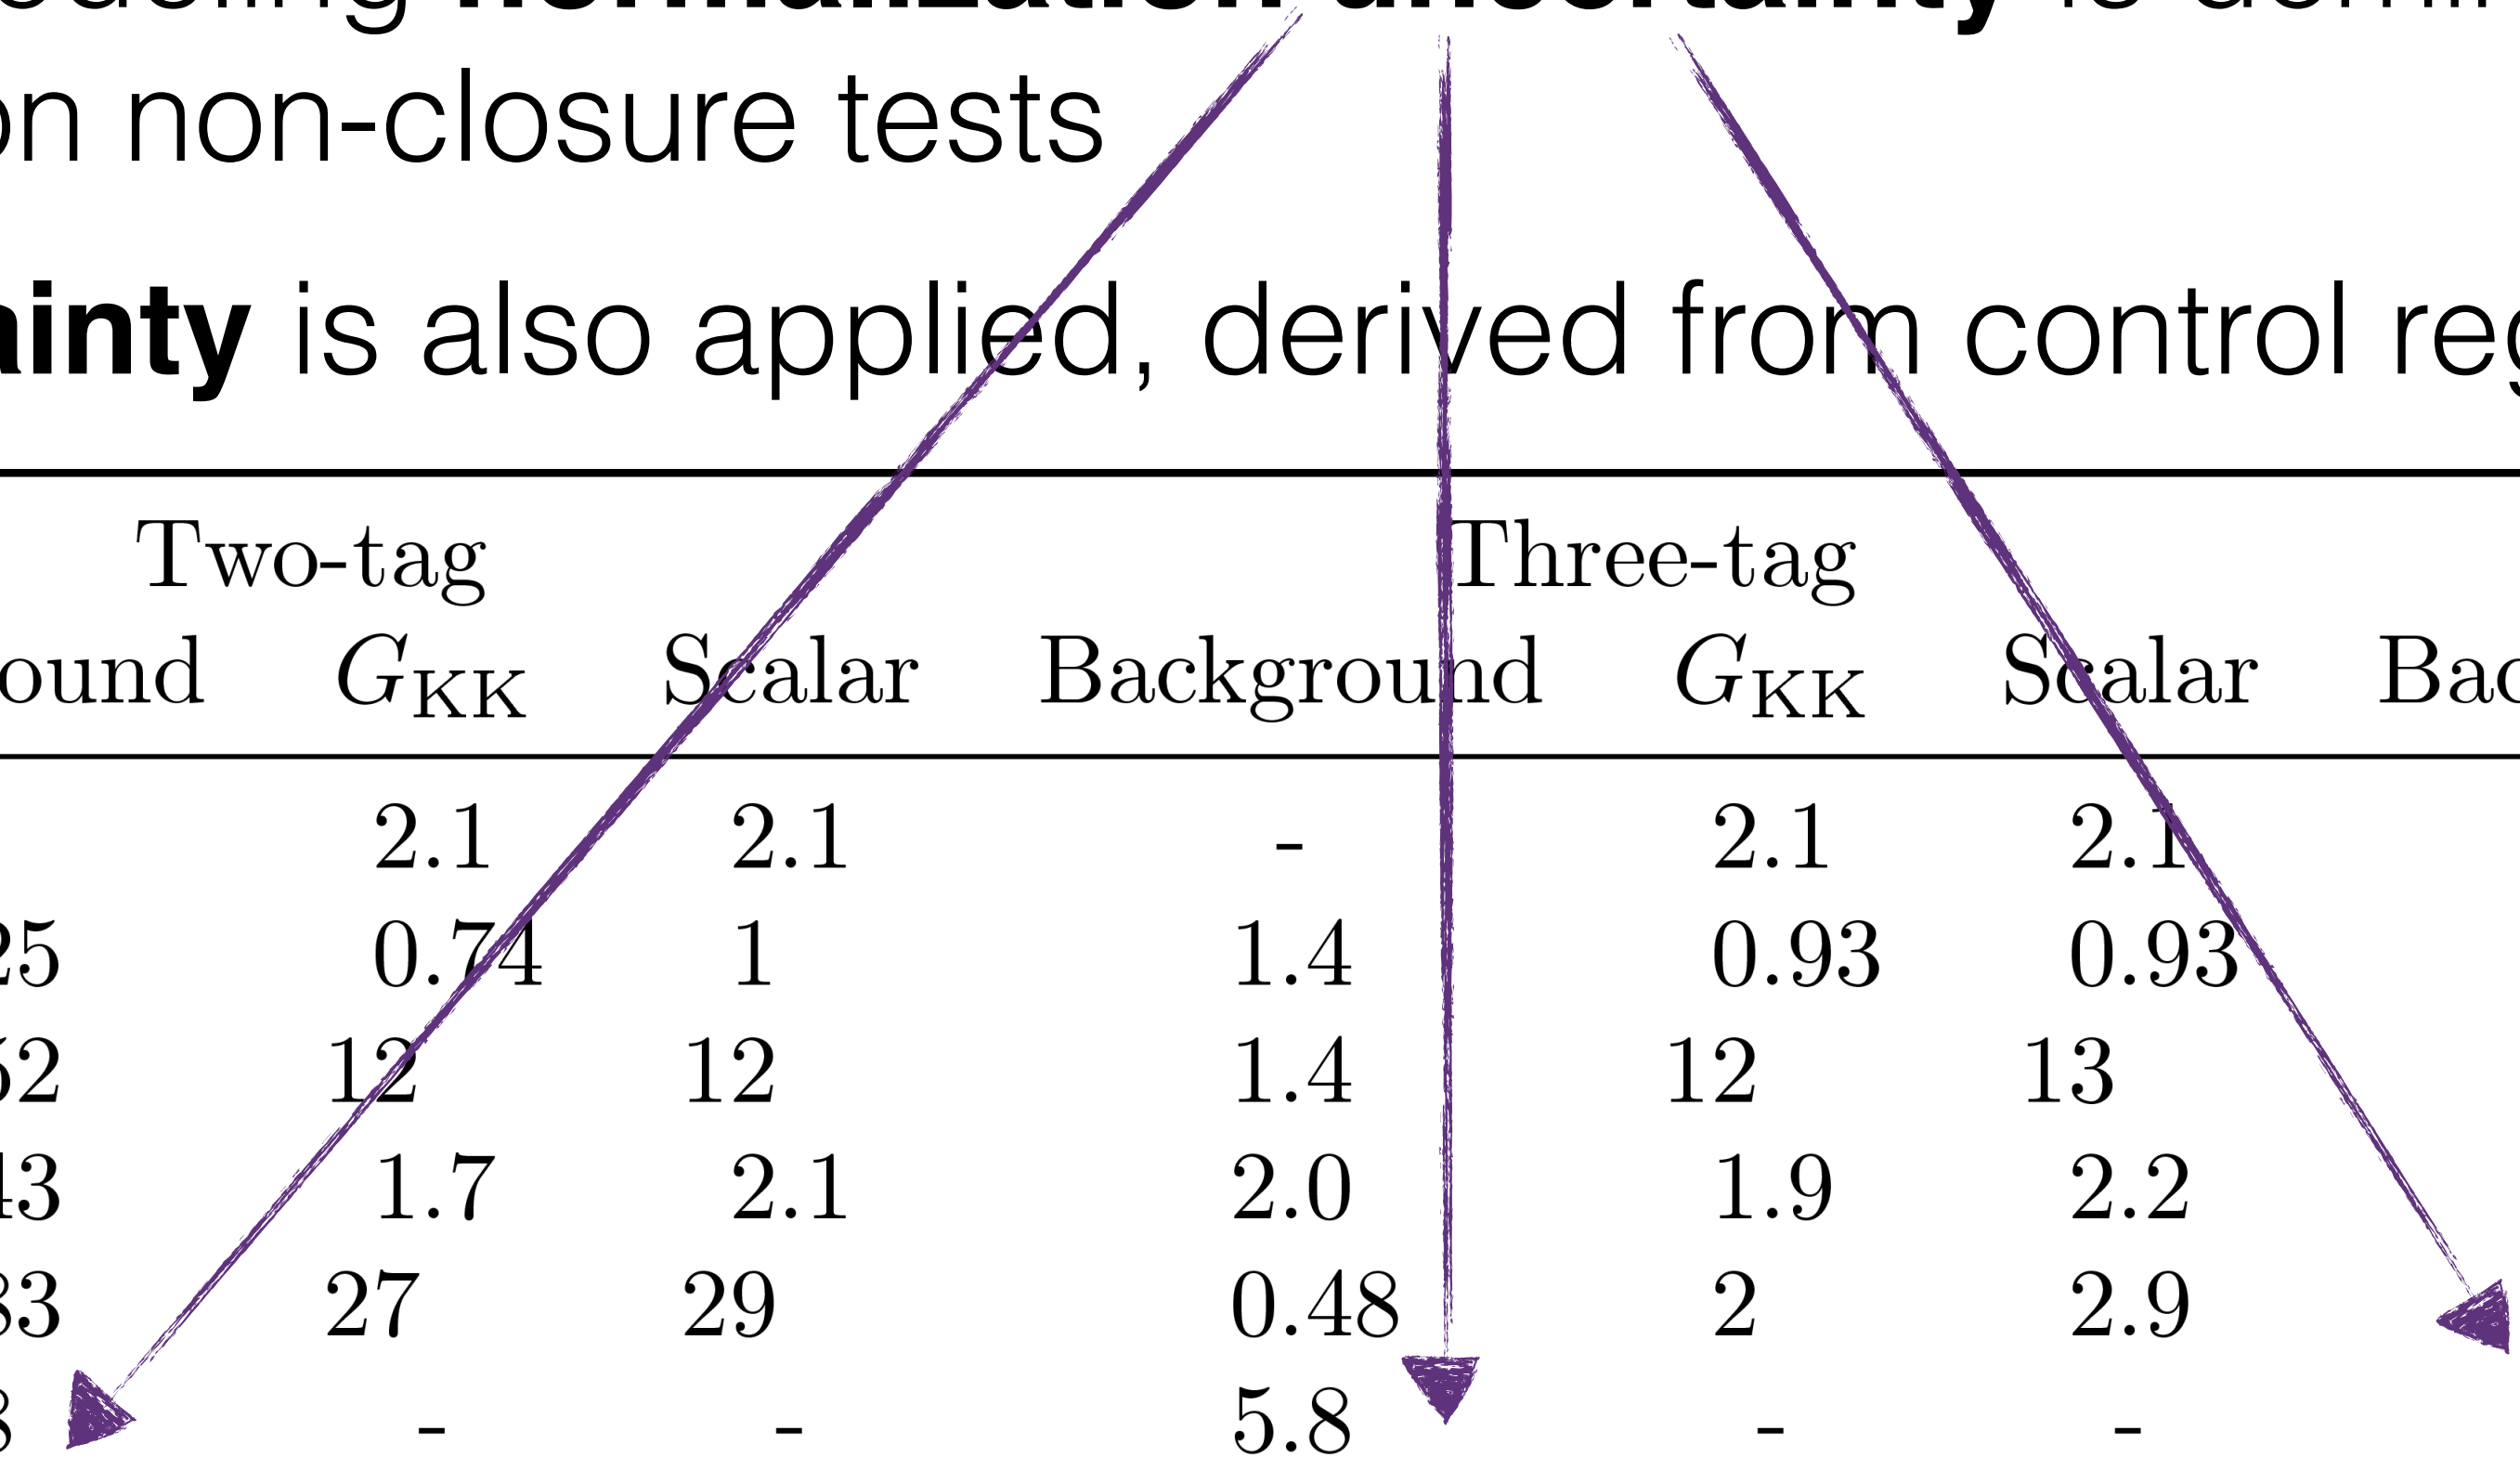 normalization uncertainty is
on non-closure tests
is also applied, derived from control
Two-tag Three-tag
G_KK Scalar Background G_KK Scalar
2.1 2.1 - 2.1 2.1
0.74 1 1.4 0.93 0.93
12 12 1.4 12 13
1.7 2.1 2.0 1.9 2.2
27 29 0.48 2 2.9
- - 5.8 - -